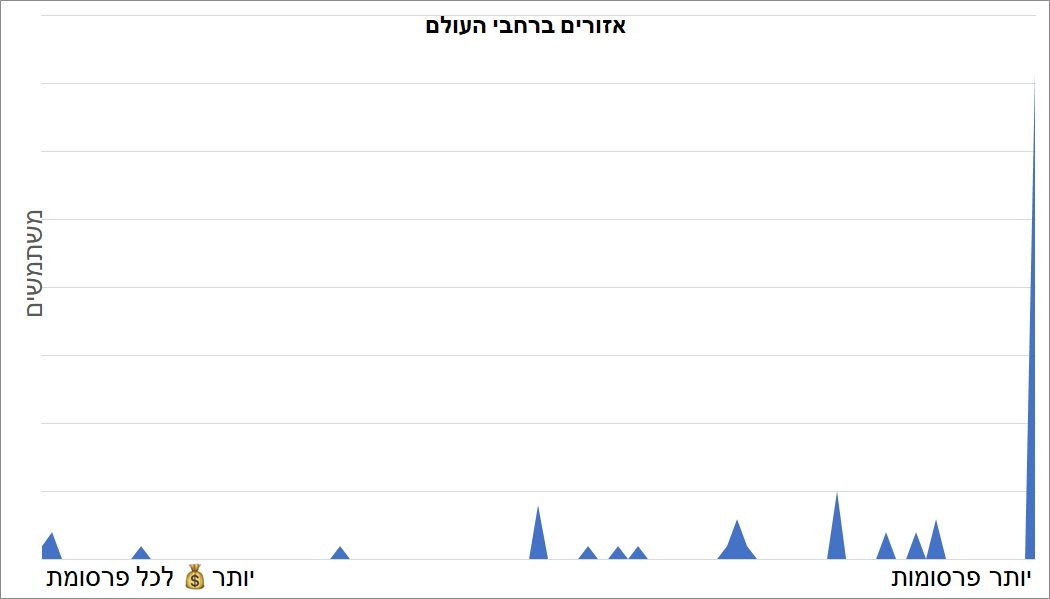 אזורים ברחבי העולם
משתמשים
יותר 💰 לכל פרסומת
יותר פרסומות